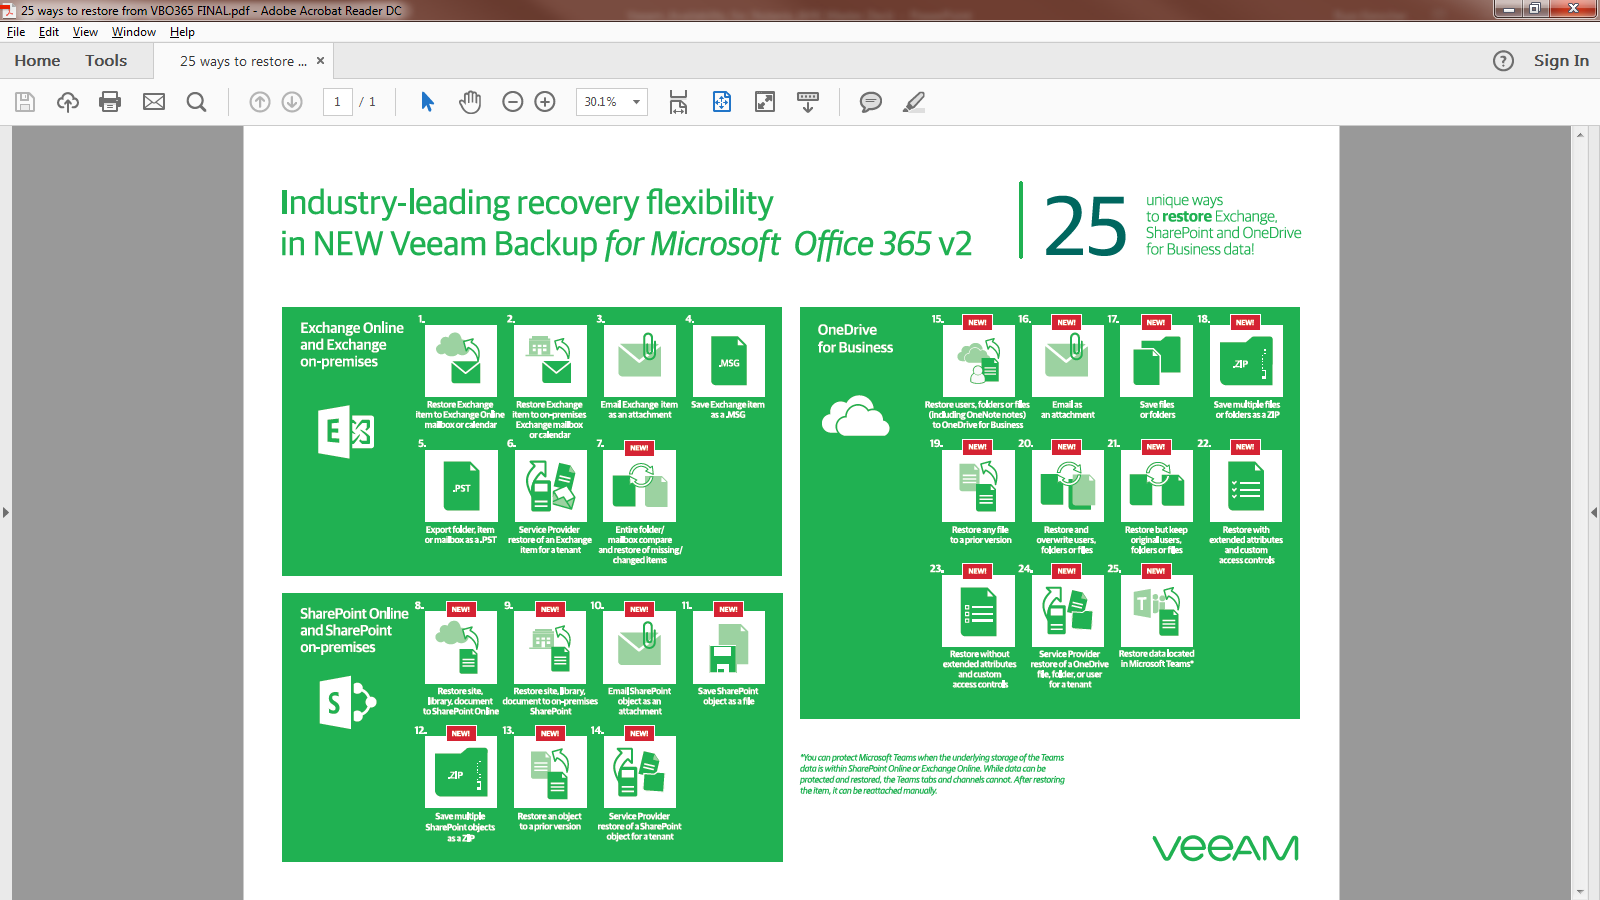 25 ways to restore from VBO365 FINAL.pdf - Adobe Acrobat Reader DC
File Edit View Window Help
Home Tools 25 ways to restore ... × Sign In
1 / 1 30.1%
Industry-leading recovery flexibility
in NEW Veeam Backup for Microsoft Office 365 v2
25
unique ways
to restore Exchange,
SharePoint and OneDrive
for Business data!
Exchange Online
and Exchange
on-premises
E
1.
Restore Exchange
item to Exchange Online
mailbox or calendar
2.
Restore Exchange
item to on-premises
Exchange mailbox
or calendar
3.
Email Exchange item
as an attachment
4.
.MSG
Save Exchange item
as a .MSG
5.
.PST
Export folder, item
or mailbox as a .PST
6.
Service Provider
restore of an Exchange
item for a tenant
7.
NEW!
Entire folder/
mailbox compare
and restore of missing/
changed items
SharePoint Online
and SharePoint
on-premises
S
8.
NEW!
Restore site,
library, document
to SharePoint Online
9.
NEW!
Restore site, library,
document to on-premises
SharePoint
10.
NEW!
Email SharePoint
object as an
attachment
11.
NEW!
Save SharePoint
object as a file
12.
NEW!
.ZIP
Save multiple
SharePoint objects
as a ZIP
13.
NEW!
Restore an object
to a prior version
14.
NEW!
Service Provider
restore of a SharePoint
object for a tenant
OneDrive
for Business
15.
NEW!
Restore users, folders or files
(including OneNote notes)
to OneDrive for Business
16.
NEW!
Email as
an attachment
17.
NEW!
Save files
or folders
18.
NEW!
.ZIP
Save multiple files
or folders as a ZIP
19.
NEW!
Restore any file
to a prior version
20.
NEW!
Restore and
overwrite users,
folders or files
21.
NEW!
Restore but keep
original users,
folders or files
22.
NEW!
Restore with
extended attributes
and custom
access controls
23.
NEW!
Restore without
extended attributes
and custom
access controls
24.
NEW!
Service Provider
restore of a OneDrive
file, folder, or user
for a tenant
25.
NEW!
T
Restore data located
in Microsoft Teams*
*You can protect Microsoft Teams when the underlying storage of the Teams
data is within SharePoint Online or Exchange Online. While data can be
protected and restored, the Teams tabs and channels cannot. After restoring
the item, it can be reattached manually.
veeAM